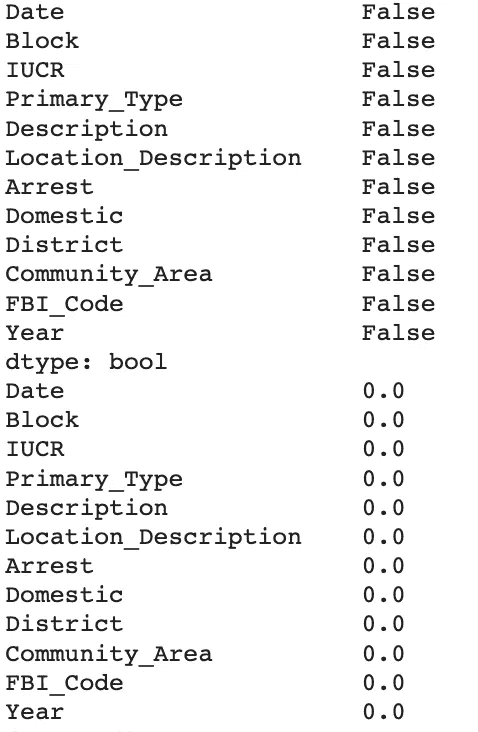 Date False
Block False
IUCR False
Primary_Type False
Description False
Location_Description False
Arrest False
Domestic False
District False
Community_Area False
FBI_Code False
Year False
dtype: bool
Date 0.0
Block 0.0
IUCR 0.0
Primary_Type 0.0
Description 0.0
Location_Description 0.0
Arrest 0.0
Domestic 0.0
District 0.0
Community_Area 0.0
FBI_Code 0.0
Year 0.0